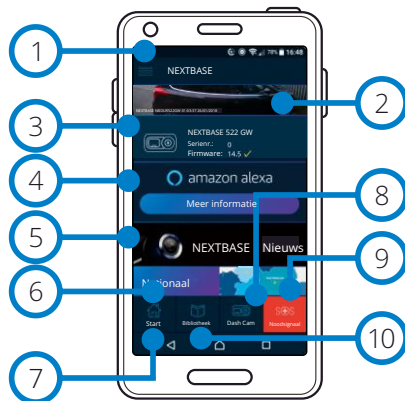 1
78% 16:48
NEXTBASE
2
3
NEXTBASE 522 GW
Serienr.: 0
Firmware: 14.5 ✓
4
amazon alexa
Meer informatie
8
5
NEXTBASE Nieuws
9
6
Nationaal
Start
Bibliotheek
Dash Cam
SOS
Noodsignaal
7
10